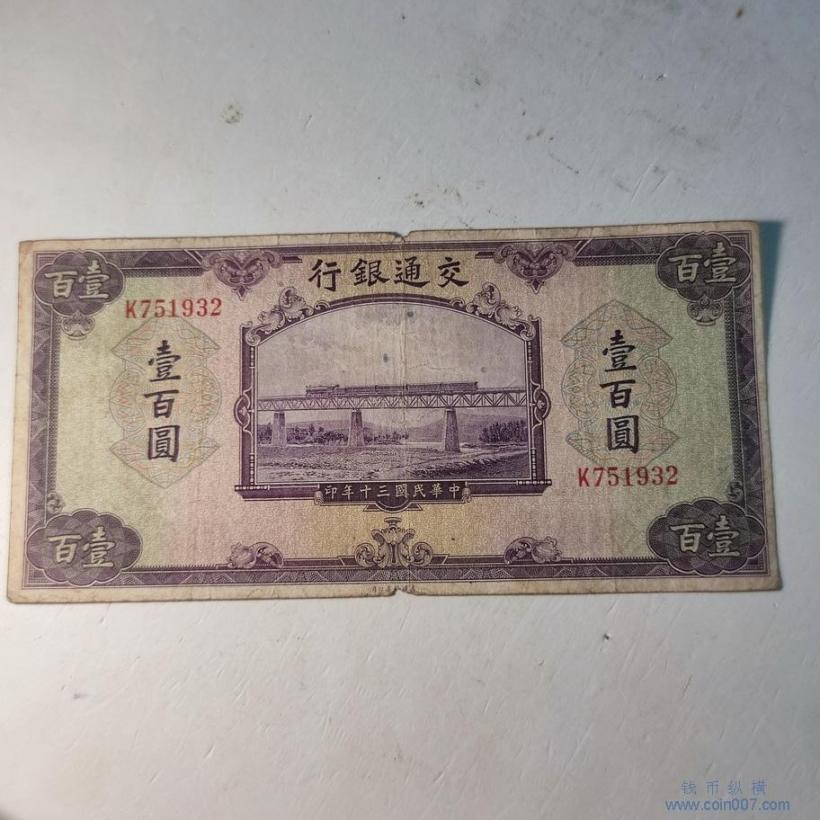 行銀通交
百壹
百壹
K751932
壹百圓
壹百圓
K751932
印年十三國民華中
百壹
百壹
钱币纵横
www.coin007.com